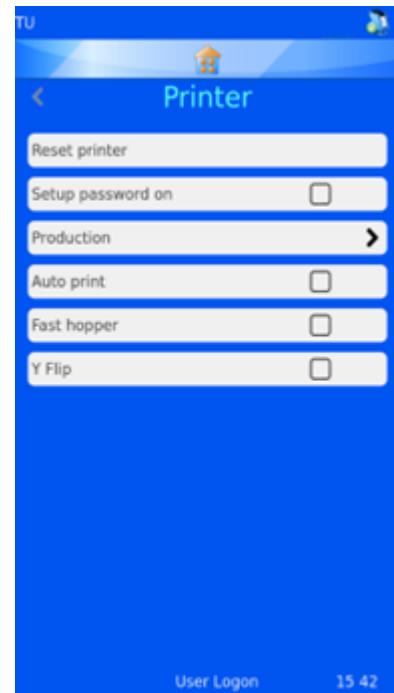 TU
Printer
Reset printer
Setup password on
Production
Auto print
Fast hopper
Y Flip
User Logon 15 42